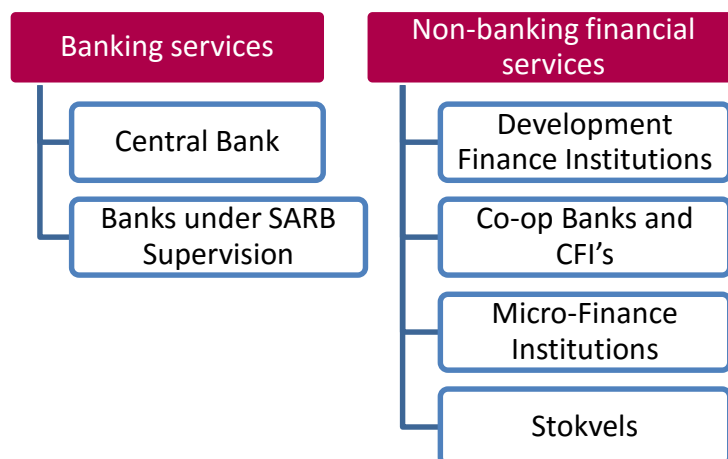 Banking services
Central Bank
Banks under SARB
Supervision
Non-banking financial
services
Development
Finance Institutions
Co-op Banks and
CFI's
Micro-Finance
Institutions
Stokvels